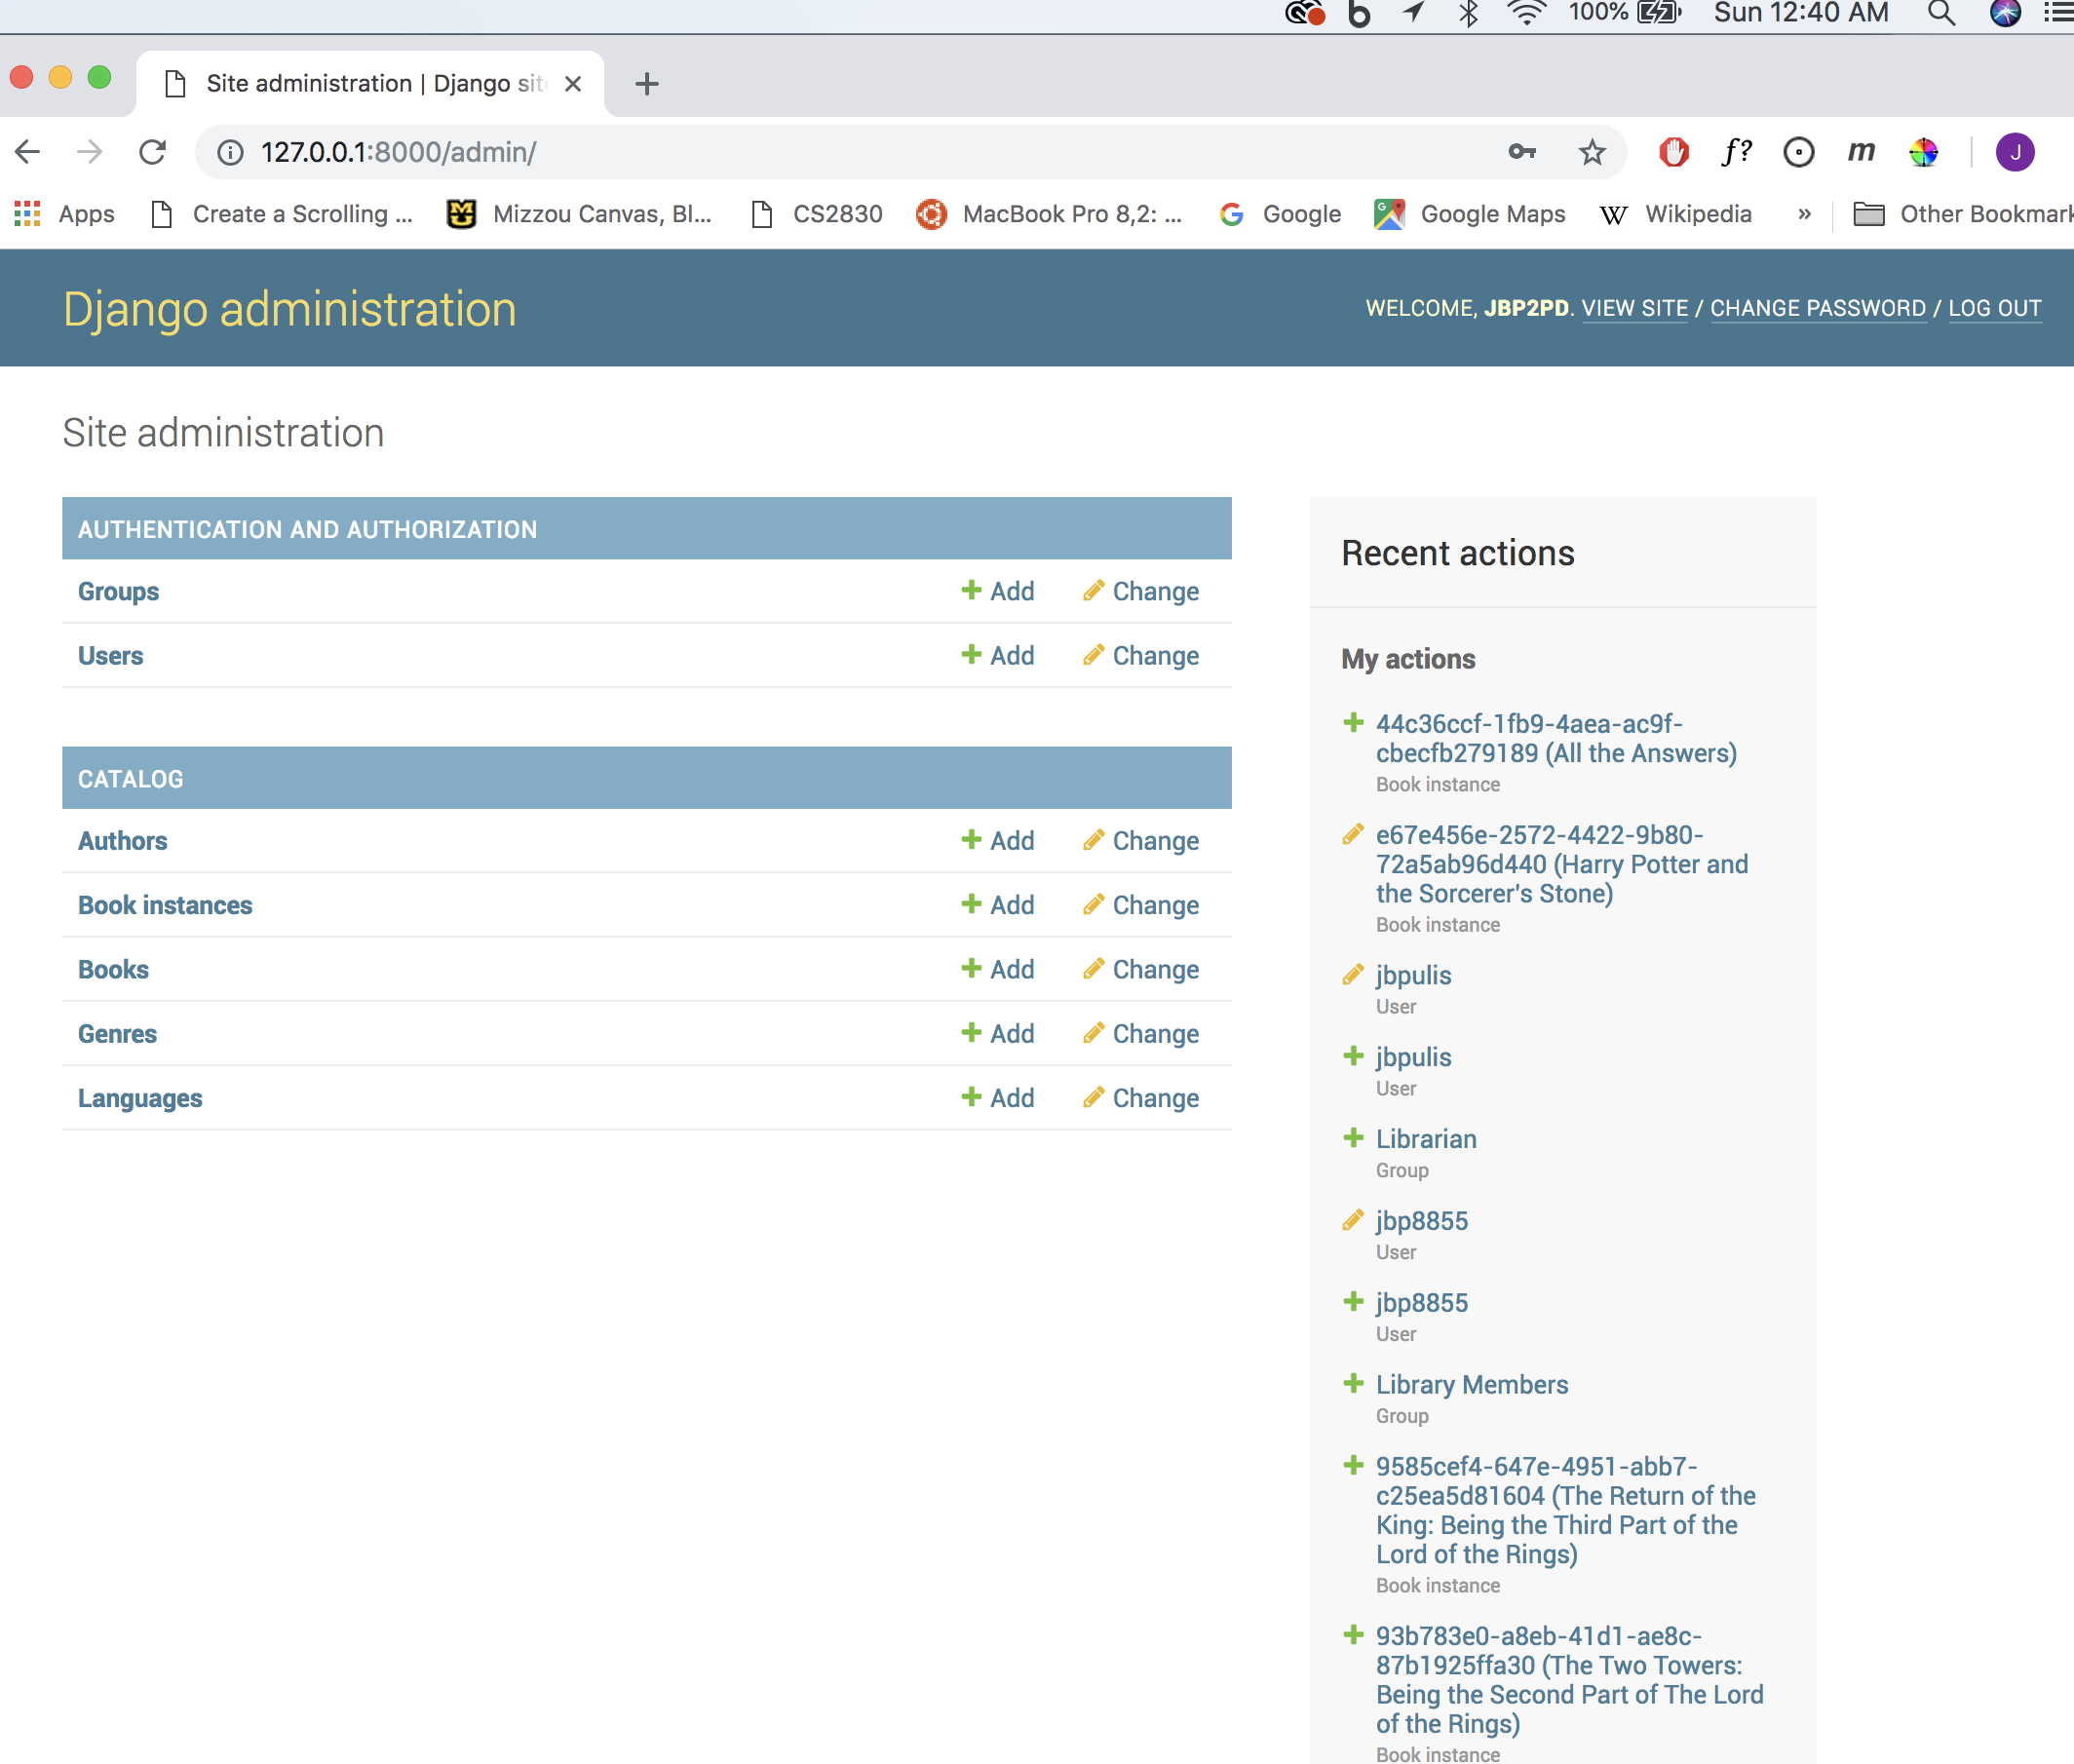 100%
Sun 12:40 AM
Site administration | Django sit
127.0.0.1:8000/admin/
f?
m
J
Apps
Create a Scrolling ...
Mizzou Canvas, Bl...
CS2830
MacBook Pro 8,2: ...
Google
Google Maps
W Wikipedia
»
Other Bookmark
Django administration
WELCOME, JBP2PD. VIEW SITE / CHANGE PASSWORD / LOG OUT
Site administration
AUTHENTICATION AND AUTHORIZATION
Groups Add Change
Users Add Change
CATALOG
Authors Add Change
Book instances Add Change
Books Add Change
Genres Add Change
Languages Add Change
Recent actions
My actions
44c36ccf-1fb9-4aea-ac9f-
cbecfb279189 (All the Answers)
Book instance
e67e456e-2572-4422-9b80-
72a5ab96d440 (Harry Potter and
the Sorcerer's Stone)
Book instance
jbpulis
User
jbpulis
User
Librarian
Group
jbp8855
User
jbp8855
User
Library Members
Group
9585cef4-647e-4951-abb7-
c25ea5d81604 (The Return of the
King: Being the Third Part of the
Lord of the Rings)
Book instance
93b783e0-a8eb-41d1-ae8c-
87b1925ffa30 (The Two Towers:
Being the Second Part of The Lord
of the Rings)
Book instance